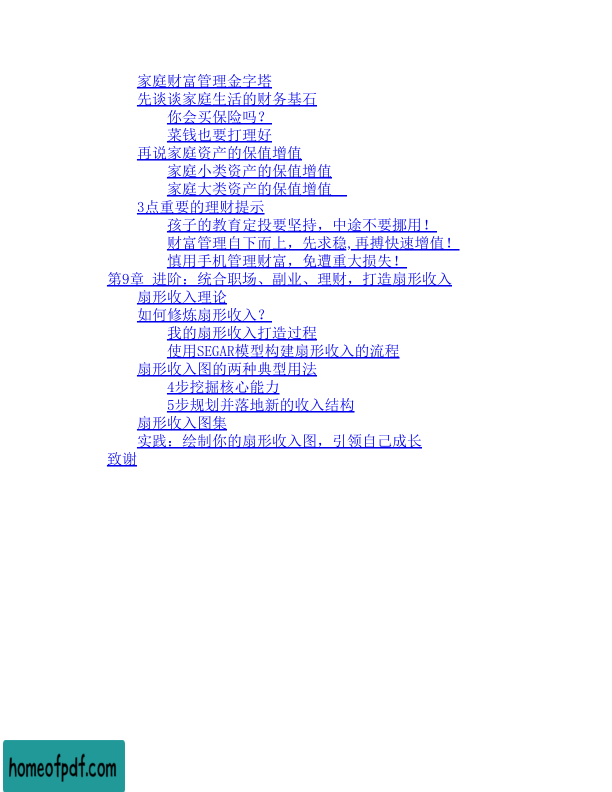 家庭财富管理金字塔
先谈谈家庭生活的财务基石
你会买保险吗？
菜钱也要打理好
再说家庭资产的保值增值
家庭小类资产的保值增值
家庭大类资产的保值增值
3点重要的理财提示
孩子的教育定投要坚持，中途不要挪用！
财富管理自下而上，先求稳,再搏快速增值！
慎用手机管理财富，免遭重大损失！
第9章 进阶：统合职场、副业、理财，打造扇形收入
扇形收入理论
如何修炼扇形收入？
我的扇形收入打造过程
使用SEGAR模型构建扇形收入的流程
扇形收入图的两种典型用法
4步挖掘核心能力
5步规划并落地新的收入结构
扇形收入图集
实践：绘制你的扇形收入图，引领自己成长
致谢
homeofpdf.com